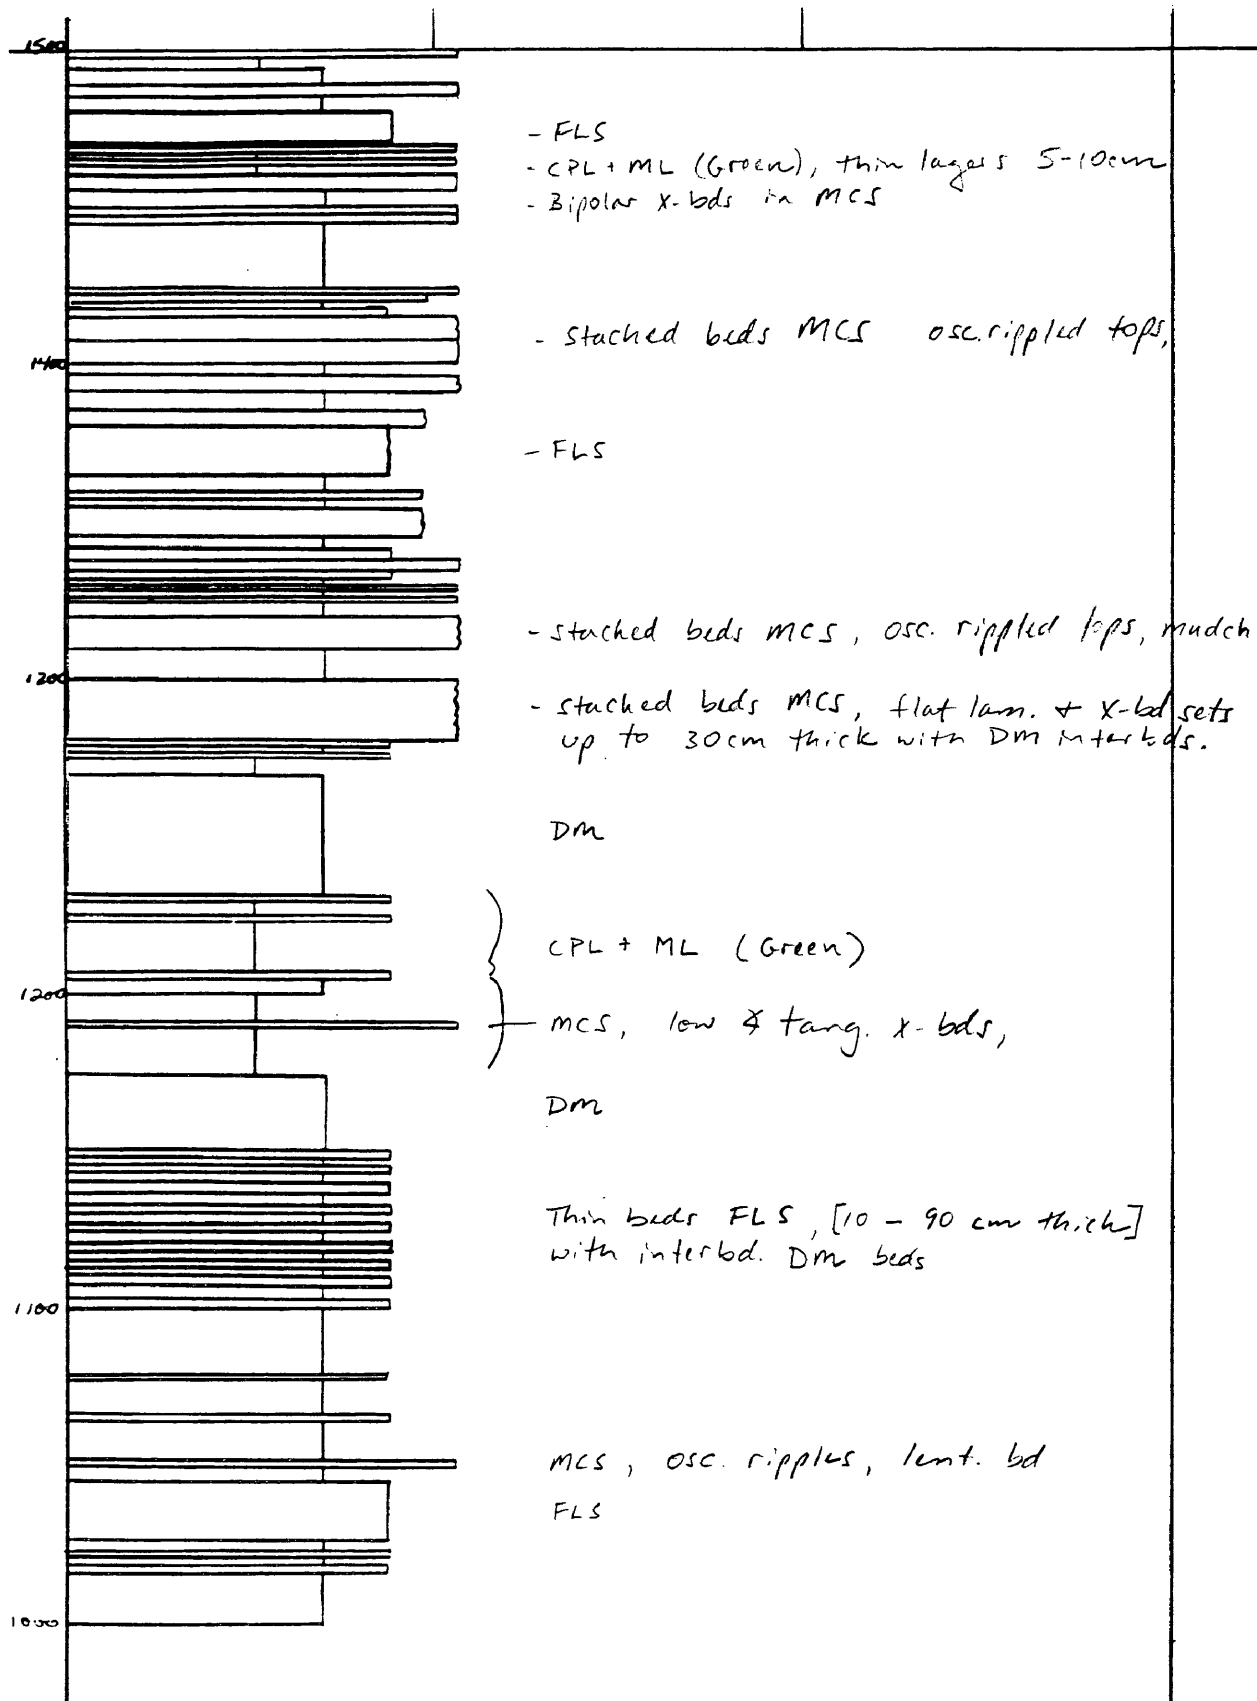 1500
- FLS
- CPL + ML (Green), thin layers 5-10cm
- Bipolar x-bds in MCS
- stacked beds MCS osc. rippled tops,
1400
- FLS
- stacked beds MCS, osc. rippled tops, mudch
1200
- stacked beds MCS, flat lam. + x-bd sets
up to 30cm thick with DM interbds.
DM
CPL + ML (Green)
1200
MCS, low ∡ tang. x-bds,
DM
Thin beds FLS, [10 - 90 cm thick]
with interbd. DM beds
1100
MCS, osc. ripples, lent. bd
FLS
1000